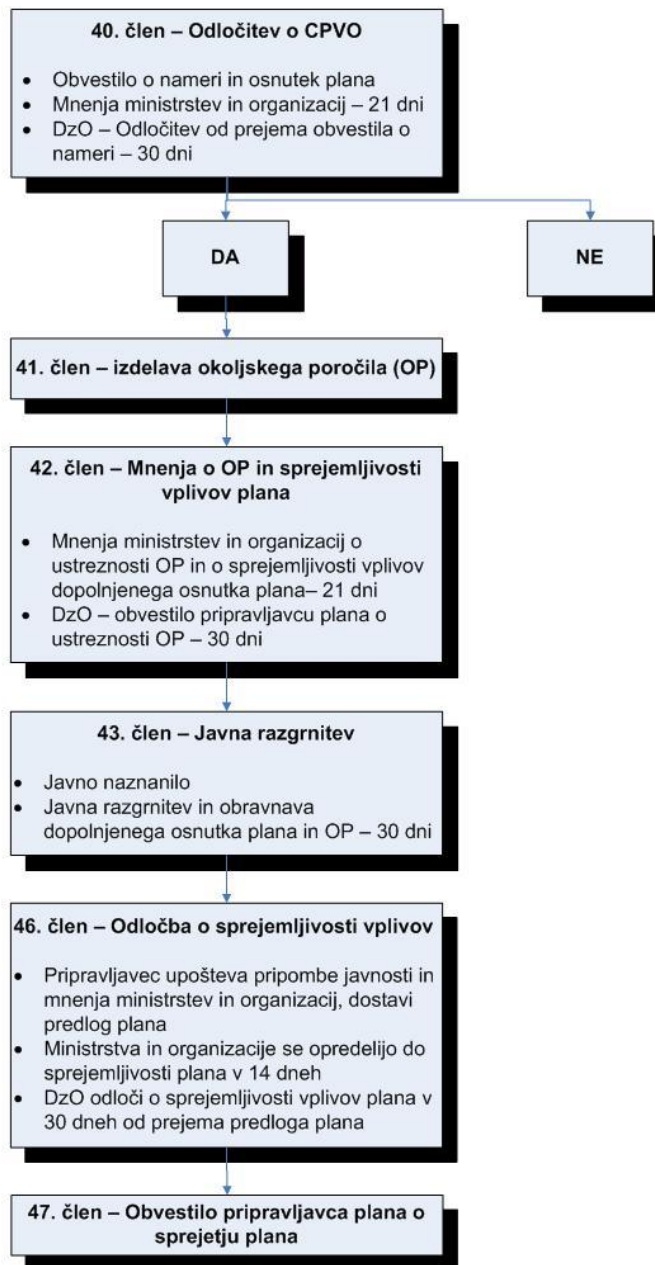 40. člen – Odločitev o CPVO
• Obvestilo o nameri in osnutek plana
• Mnenja ministrstev in organizacij – 21 dni
• DzO – Odločitev od prejema obvestila o
nameri – 30 dni
DA
NE
41. člen – izdelava okoljskega poročila (OP)
42. člen – Mnenja o OP in sprejemljivosti
vplivov plana
• Mnenja ministrstev in organizacij o
ustreznosti OP in o sprejemljivosti vplivov
dopolnjenega osnutka plana– 21 dni
• DzO – obvestilo pripravljavcu plana o
ustreznosti OP – 30 dni
43. člen – Javna razgrnitev
• Javno naznanilo
• Javna razgrnitev in obravnava
dopolnjenega osnutka plana in OP – 30 dni
46. člen – Odločba o sprejemljivosti vplivov
• Pripravljavec upošteva pripombe javnosti in
mnenja ministrstev in organizacij, dostavi
predlog plana
• Ministrstva in organizacije se opredelijo do
sprejemljivosti plana v 14 dneh
• DzO odloči o sprejemljivosti vplivov plana v
30 dneh od prejema predloga plana
47. člen – Obvestilo pripravljavca plana o
sprejetju plana